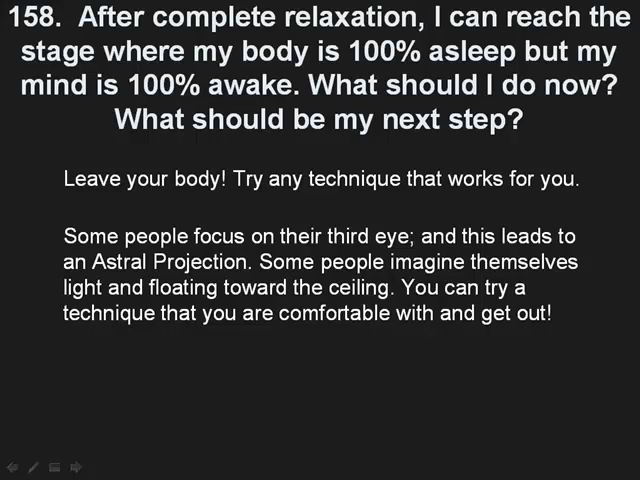 158. After complete relaxation, I can reach the
stage where my body is 100% asleep but my
mind is 100% awake. What should I do now?
What should be my next step?
Leave your body! Try any technique that works for you.
Some people focus on their third eye; and this leads to
an Astral Projection. Some people imagine themselves
light and floating toward the ceiling. You can try a
technique that you are comfortable with and get out!